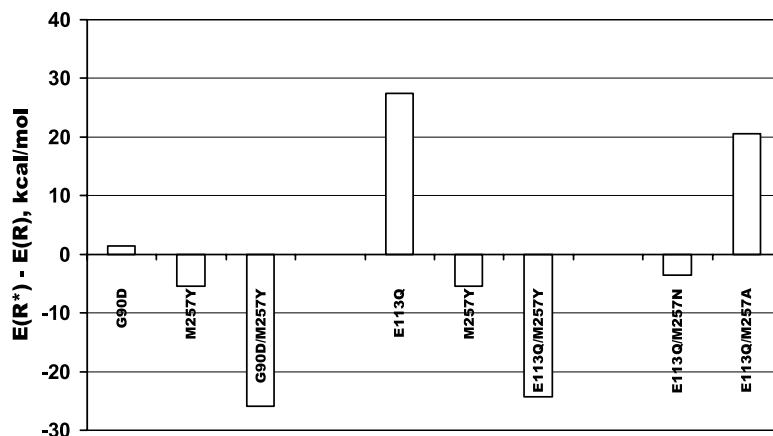 E(R*) - E(R), kcal/mol
40
30
20
10
0
-10
-20
-30
G90D
M257Y
G90D/M257Y
E113Q
M257Y
E113Q/M257Y
E113Q/M257N
E113Q/M257A